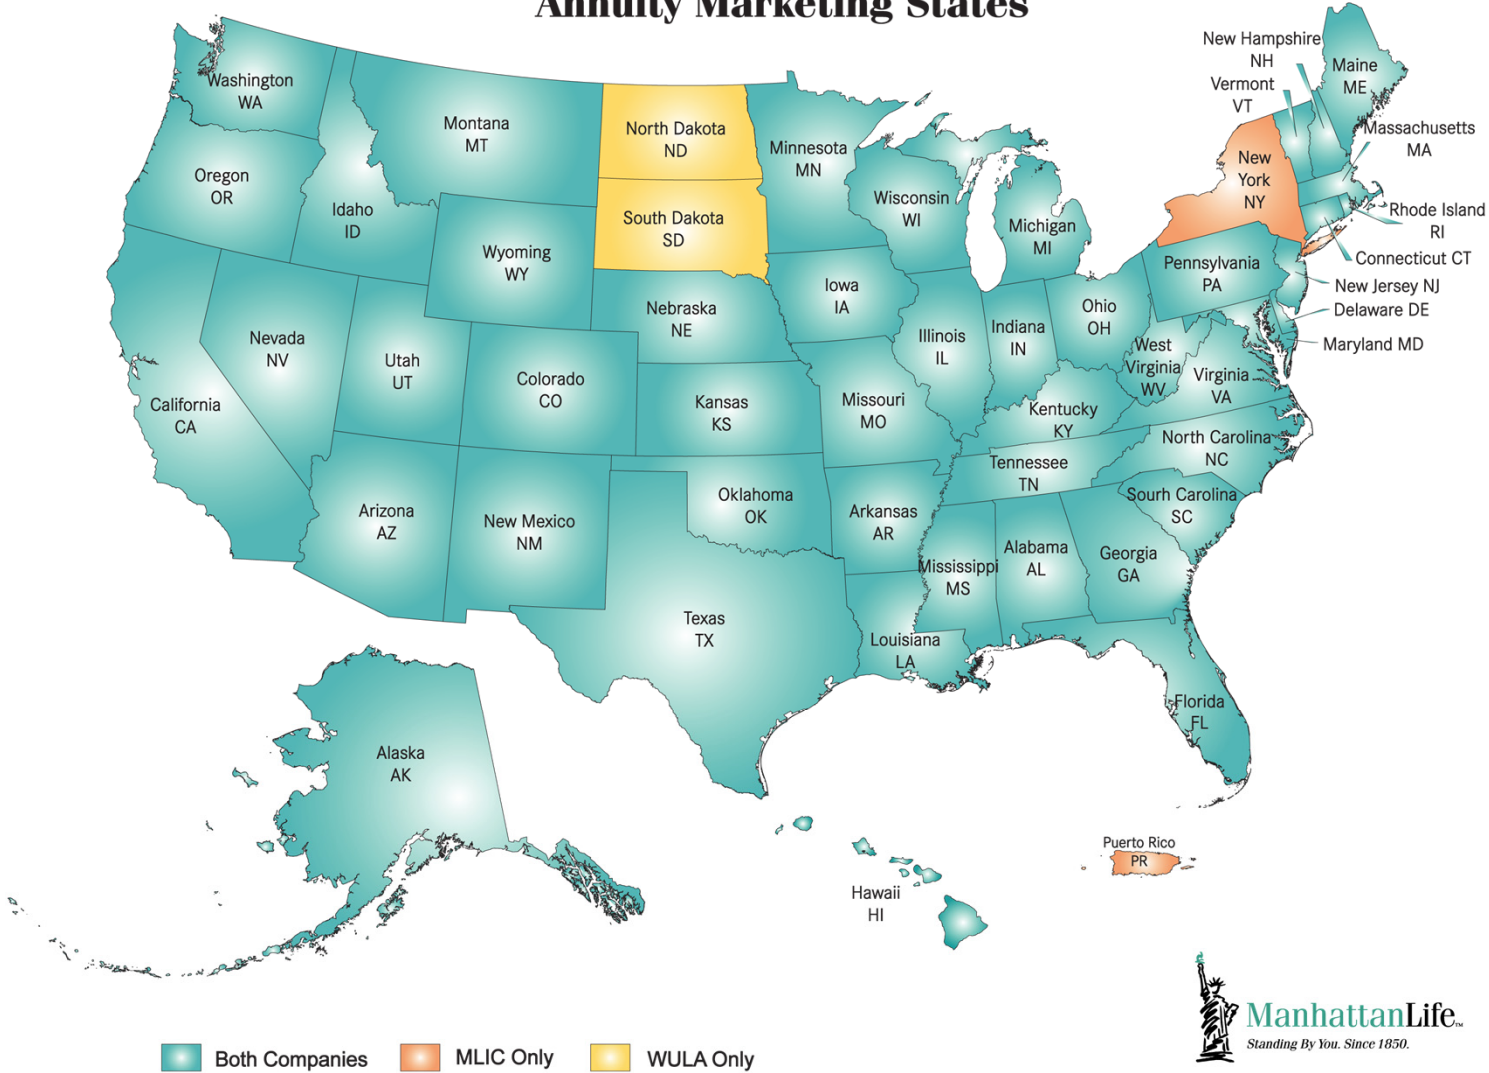 Annuity Marketing States
New Hampshire
NH
Vermont
VT
Maine
ME
Massachusetts
MA
Rhode Island
RI
Connecticut CT
New Jersey NJ
Delaware DE
Maryland MD
Washington
WA
Oregon
OR
Idaho
ID
Montana
MT
North Dakota
ND
South Dakota
SD
Minnesota
MN
Wisconsin
WI
Michigan
MI
New
York
NY
Pennsylvania
PA
Wyoming
WY
Nebraska
NE
Iowa
IA
Illinois
IL
Indiana
IN
Ohio
OH
West
Virginia
WV
Virginia
VA
California
CA
Nevada
NV
Utah
UT
Colorado
CO
Kansas
KS
Missouri
MO
Kentucky
KY
North Carolina
NC
Tennessee
TN
South Carolina
SC
Arizona
AZ
New Mexico
NM
Oklahoma
OK
Arkansas
AR
Mississippi
MS
Alabama
AL
Georgia
GA
Texas
TX
Louisiana
LA
Florida
FL
Alaska
AK
Hawaii
HI
Puerto Rico
PR
Both Companies
MLIC Only
WULA Only
ManhattanLife™
Standing By You. Since 1850.